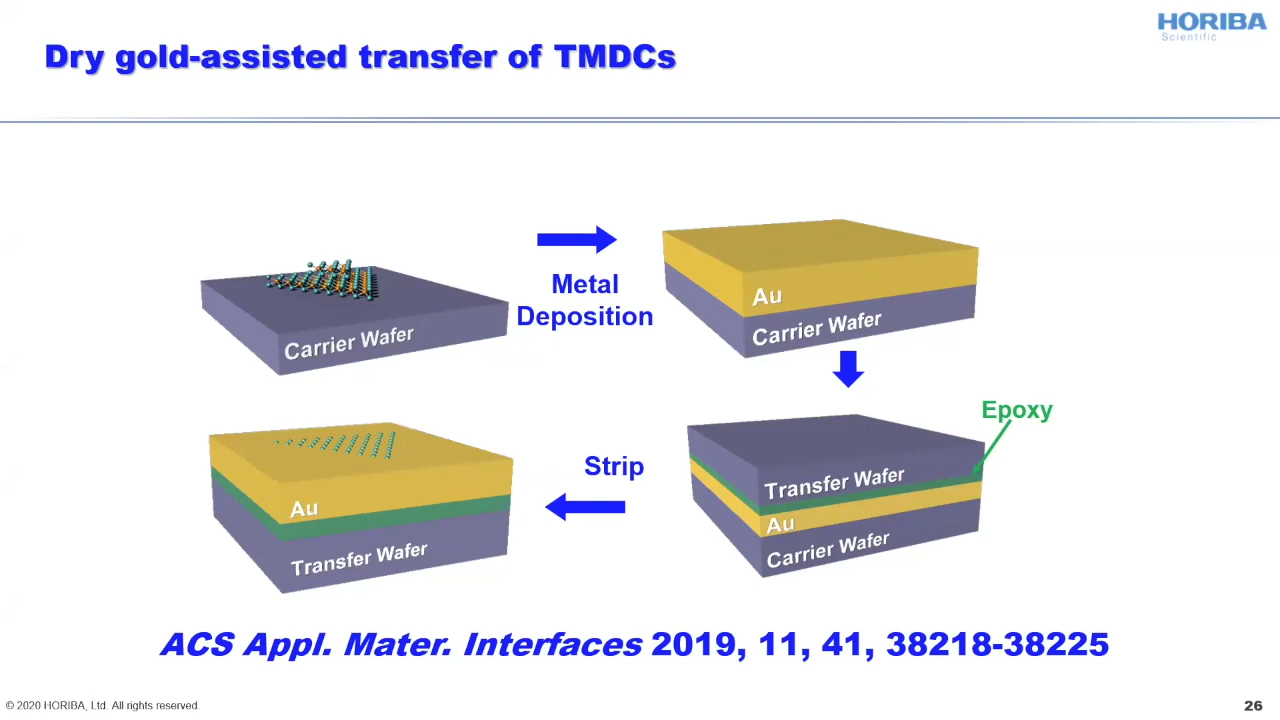 HORIBA
Scientific
Dry gold-assisted transfer of TMDCs
Metal
Deposition
Carrier Wafer
Au
Carrier Wafer
Epoxy
Strip
Transfer Wafer
Au
Carrier Wafer
Au
Transfer Wafer
ACS Appl. Mater. Interfaces 2019, 11, 41, 38218-38225
© 2020 HORIBA, Ltd. All rights reserved.
26